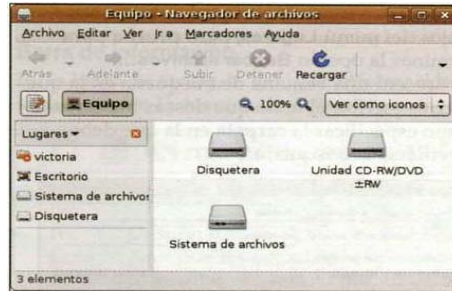 Equipo - Navegador de archivos
Archivo Editar Ver Ir a Marcadores Ayuda
Atrás Adelante Subir Detener Recargar
Equipo 100% Ver como iconos
Lugares
victoria
Escritorio
Sistema de archivos
Disquetera
Disquetera
Unidad CD-RW/DVD
±RW
Sistema de archivos
3 elementos